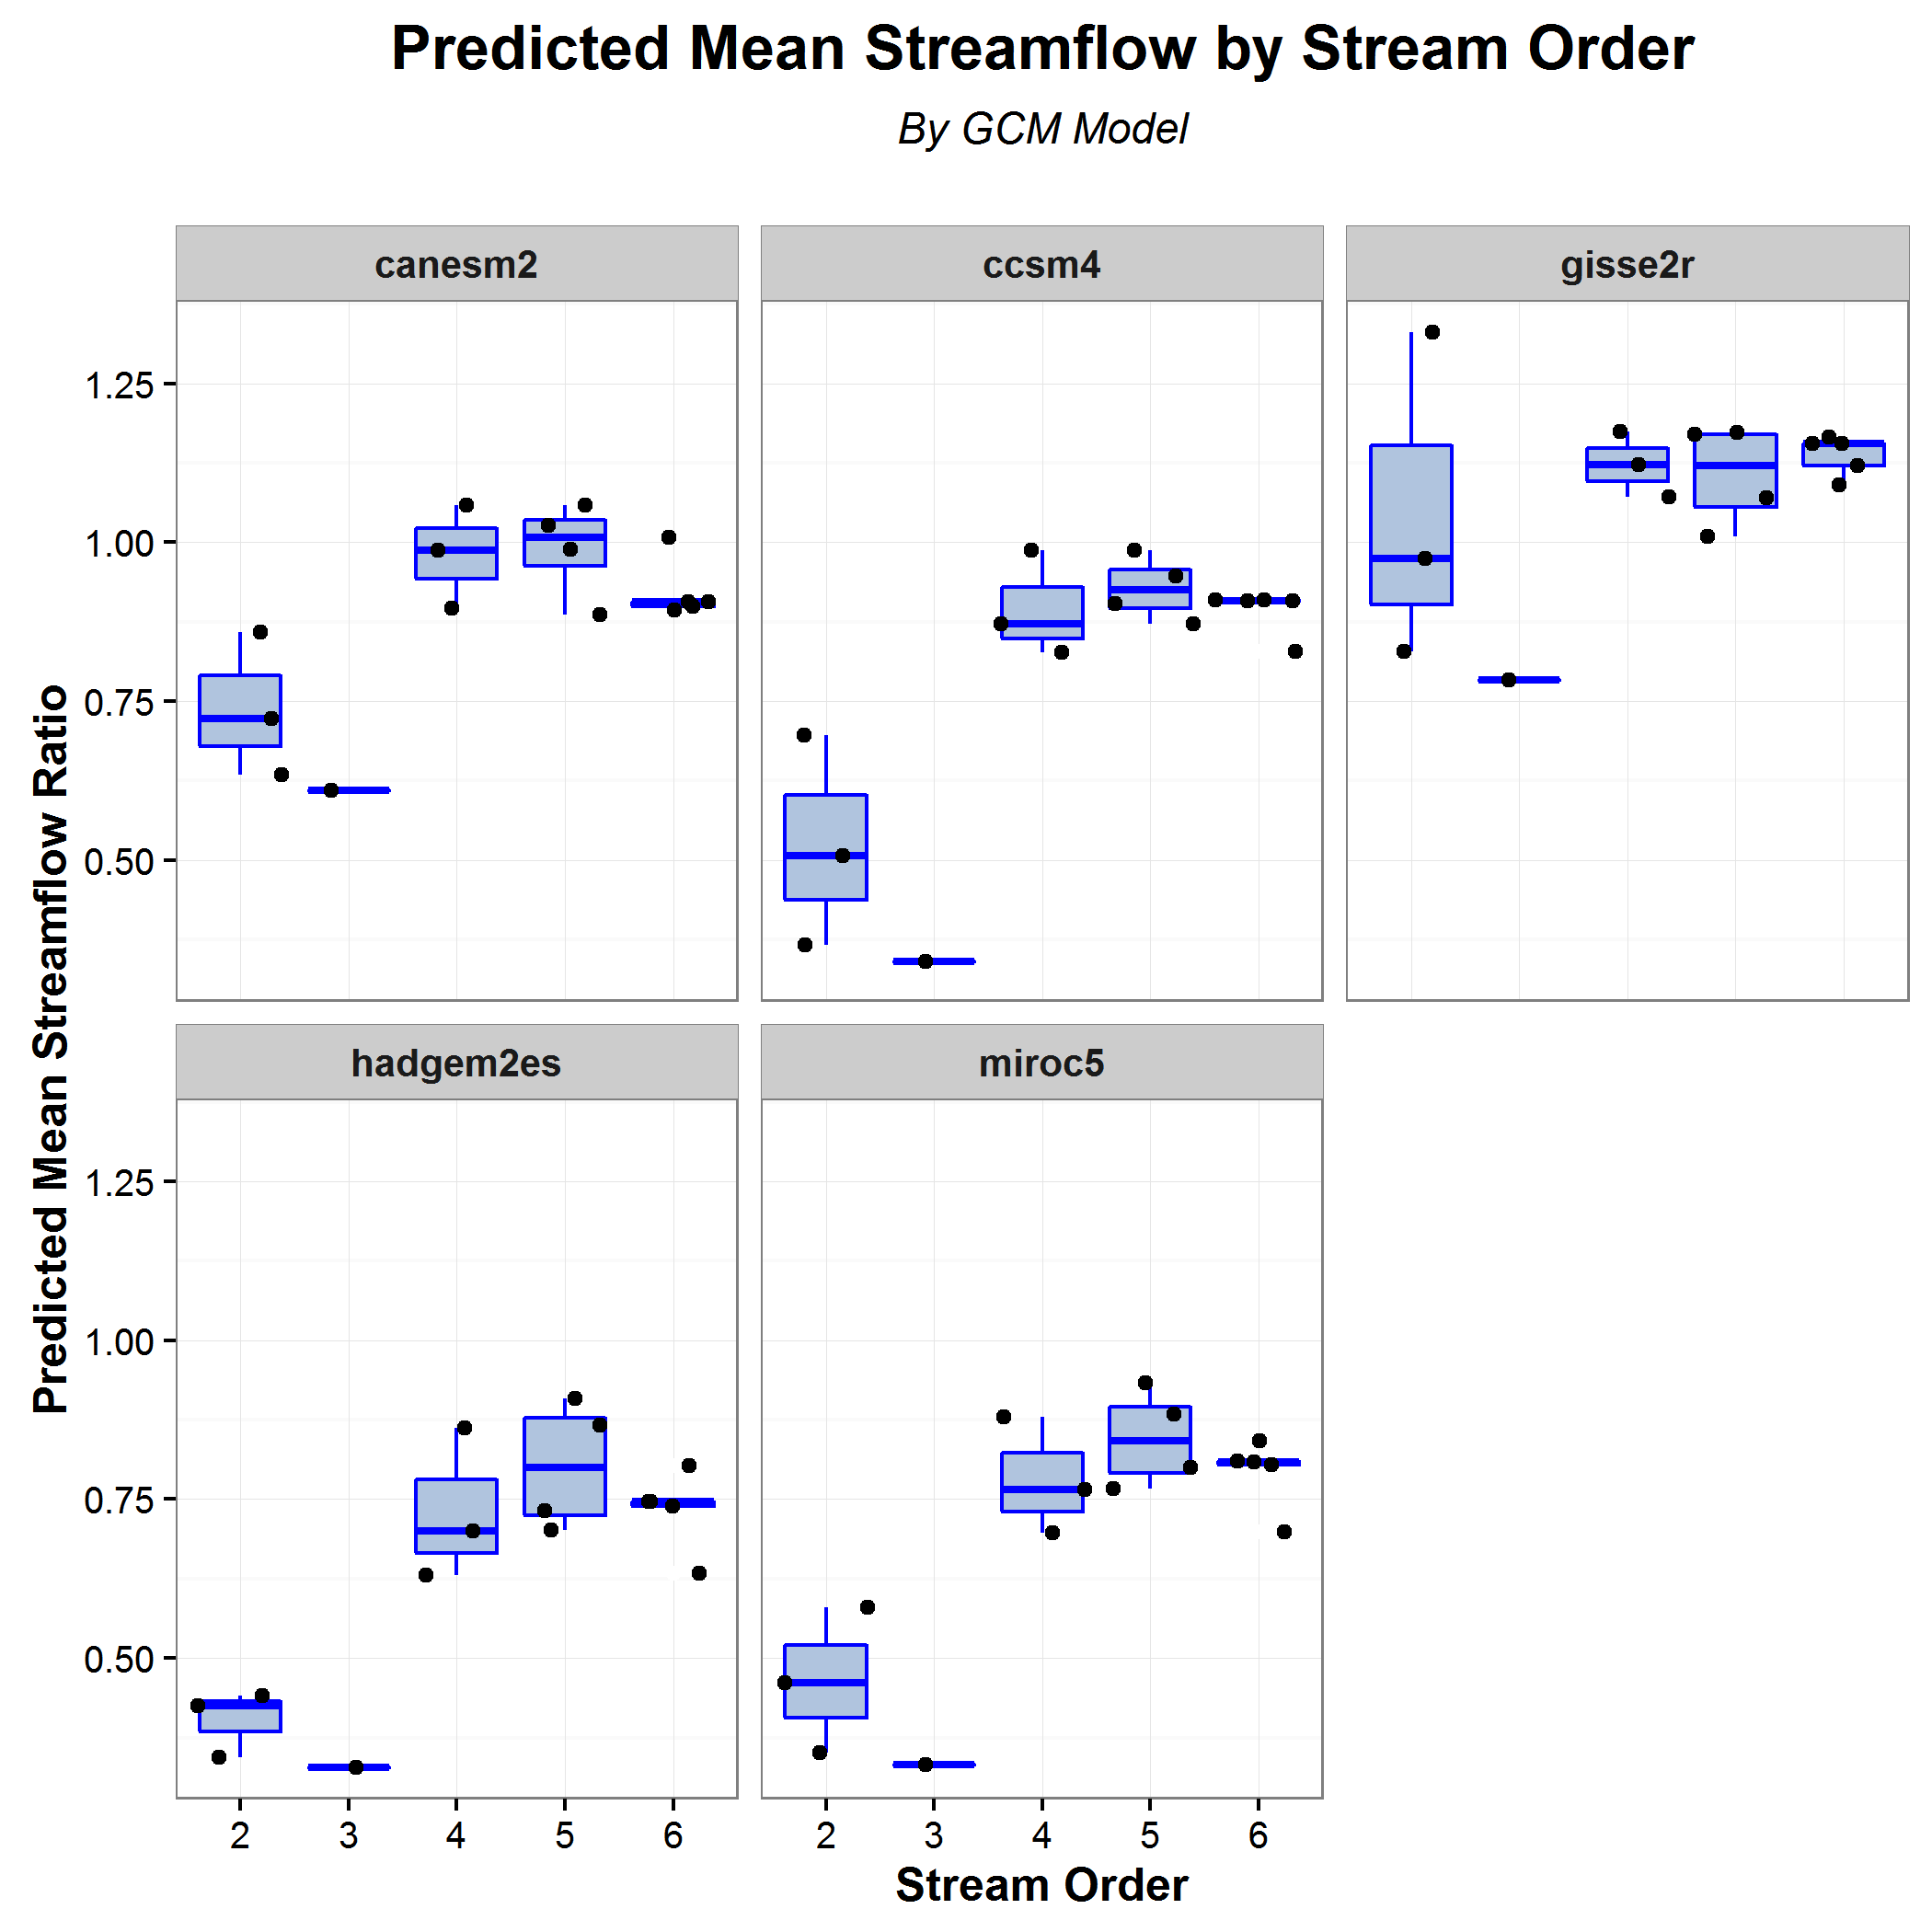 Predicted Mean Streamflow by Stream Order
By GCM Model
canesm2
ccsm4
gisse2r
1.25
1.00
0.75
0.50
Predicted Mean Streamflow Ratio
hadgem2es
miroc5
1.25
1.00
0.75
0.50
2 3 4 5 6
2 3 4 5 6
Stream Order